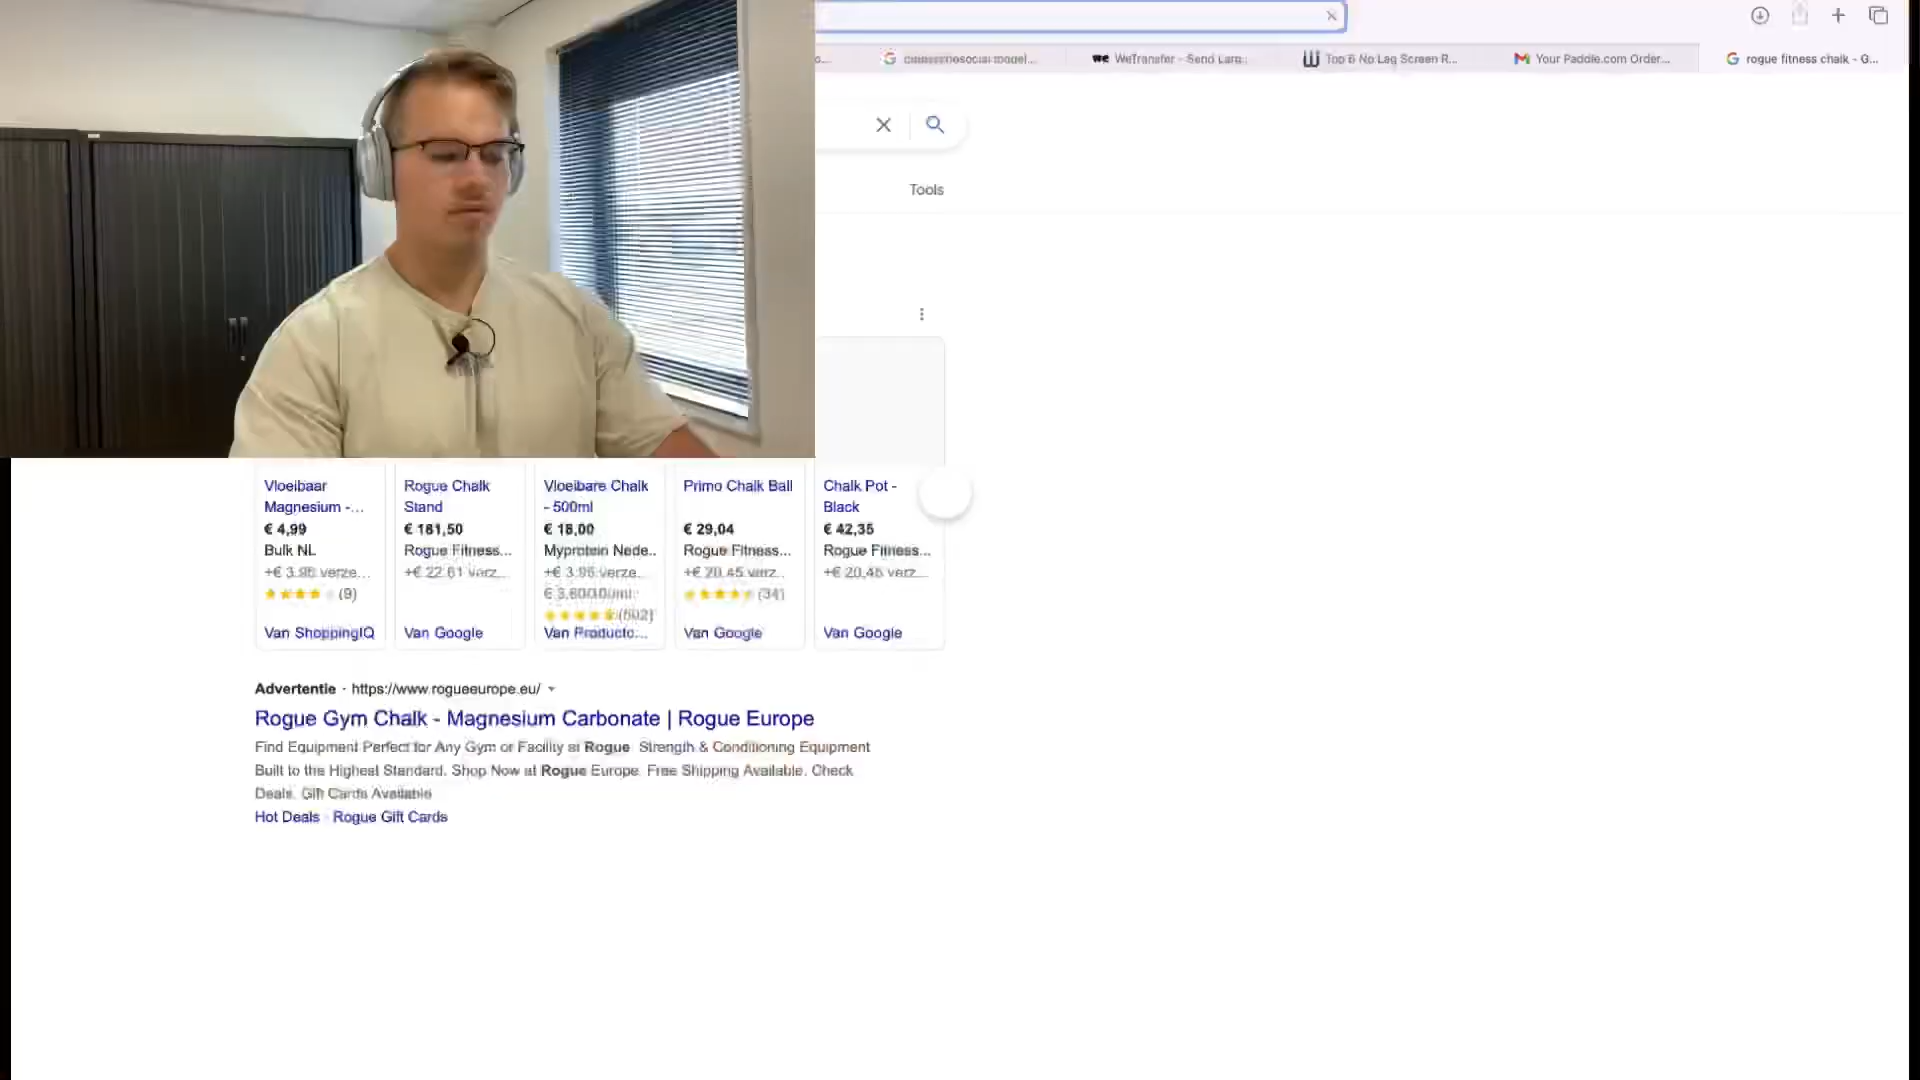 WeTransfer - Send Larg...
Top 6 No Lag Screen R...
Your Paddle.com Order...
rogue fitness chalk - G...
Tools
Vloeibaar
Magnesium -...
€ 4,99
Bulk NL
+€ 3,95 verze...
(9)
Van ShoppingIQ
Rogue Chalk
Stand
€ 181,50
Rogue Fitness...
+€ 22,61 verz...
Van Google
Vloeibare Chalk
- 500ml
€ 18,00
Myprotein Nede...
+€ 3,95 verze...
(502)
Van Producto...
Primo Chalk Ball
€ 29,04
Rogue Fitness...
+€ 20,45 verz...
(34)
Van Google
Chalk Pot -
Black
€ 42,35
Rogue Fitness...
+€ 20,45 verz...
Van Google
Advertentie · https://www.rogueeurope.eu/
Rogue Gym Chalk - Magnesium Carbonate | Rogue Europe
Find Equipment Perfect for Any Gym or Facility at Rogue. Strength & Conditioning Equipment
Built to the Highest Standard. Shop Now at Rogue Europe. Free Shipping Available. Check
Deals. Gift Cards Available
Hot Deals · Rogue Gift Cards